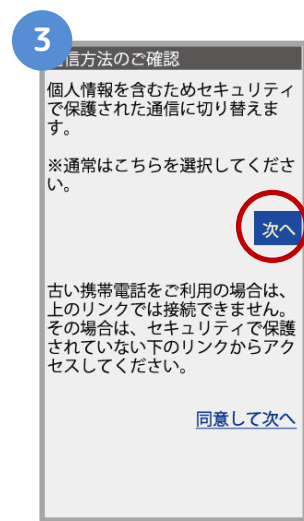 3
信方法のご確認
個人情報を含むためセキュリティ
で保護された通信に切り替えま
す。
※通常はこちらを選択してくださ
い。
次へ
古い携帯電話をご利用の場合は、
上のリンクでは接続できません。
その場合は、セキュリティで保護
されていない下のリンクからアク
セスしてください。
同意して次へ